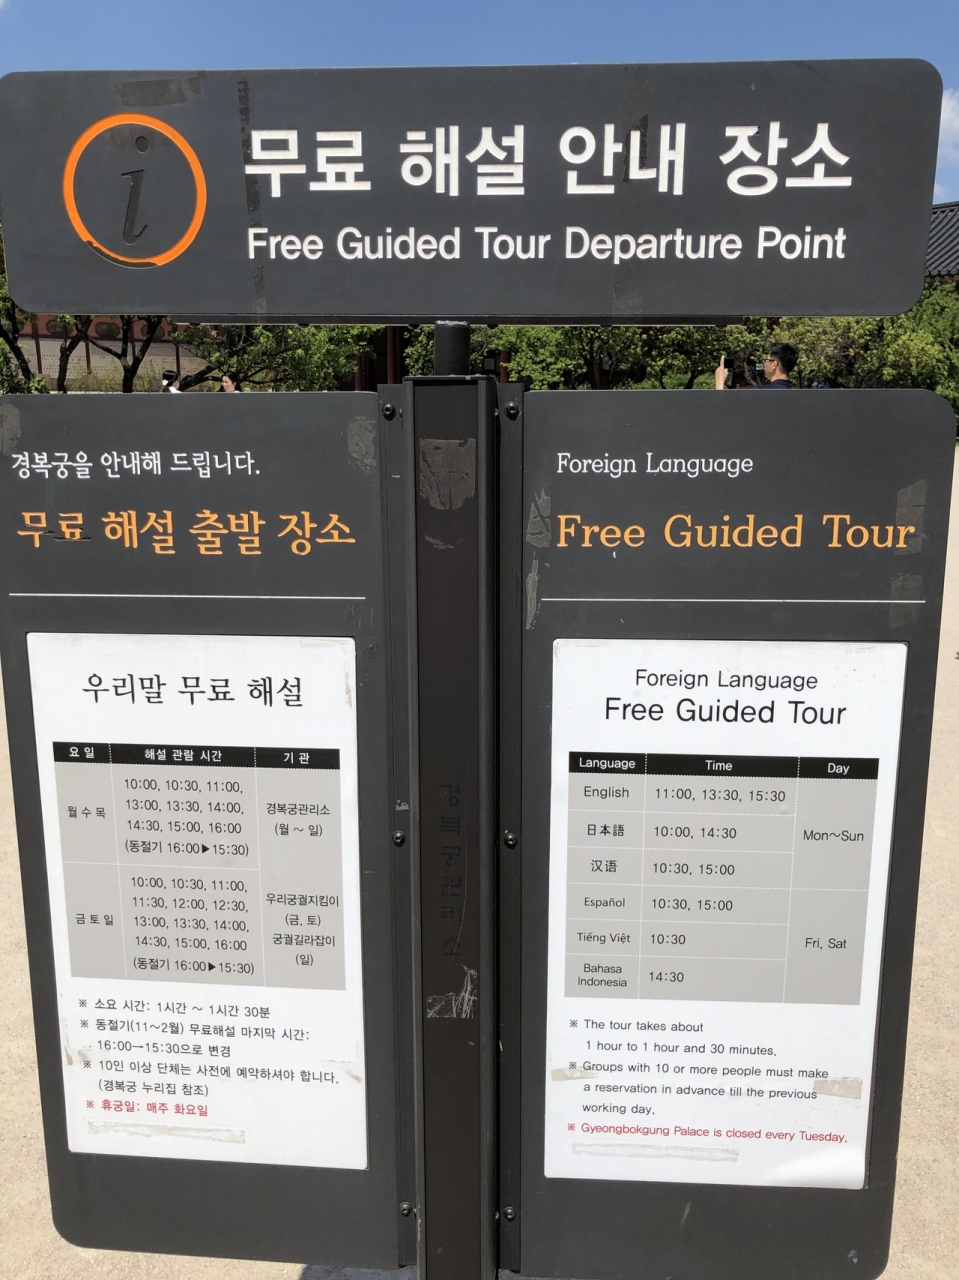 i
무료 해설 안내 장소
Free Guided Tour Departure Point
경복궁을 안내해 드립니다.
무료 해설 출발 장소
우리말 무료 해설
요일 해설 관람 시간 기관
월수목
10:00, 10:30, 11:00,
13:00, 13:30, 14:00,
14:30, 15:00, 16:00
(동절기 16:00▶15:30)
경복궁관리소
(월 ~ 일)
금토일
10:00, 10:30, 11:00,
11:30, 12:00, 12:30,
13:00, 13:30, 14:00,
14:30, 15:00, 16:00
(동절기 16:00▶15:30)
우리궁궐지킴이
(금, 토)
궁궐길라잡이
(일)
※ 소요 시간: 1시간 ~ 1시간 30분
※ 동절기(11~2월) 무료해설 마지막 시간:
16:00→15:30으로 변경
※ 10인 이상 단체는 사전에 예약하셔야 합니다.
(경복궁 누리집 참조)
※ 휴궁일: 매주 화요일
경복궁관리소
Foreign Language
Free Guided Tour
Foreign Language
Free Guided Tour
Language Time Day
English 11:00, 13:30, 15:30
日本語 10:00, 14:30
Mon~Sun
汉语 10:30, 15:00
Español 10:30, 15:00
Tiếng Việt 10:30
Fri, Sat
Bahasa
Indonesia
14:30
※ The tour takes about
1 hour to 1 hour and 30 minutes.
※ Groups with 10 or more people must make
a reservation in advance till the previous
working day.
※ Gyeongbokgung Palace is closed every Tuesday.